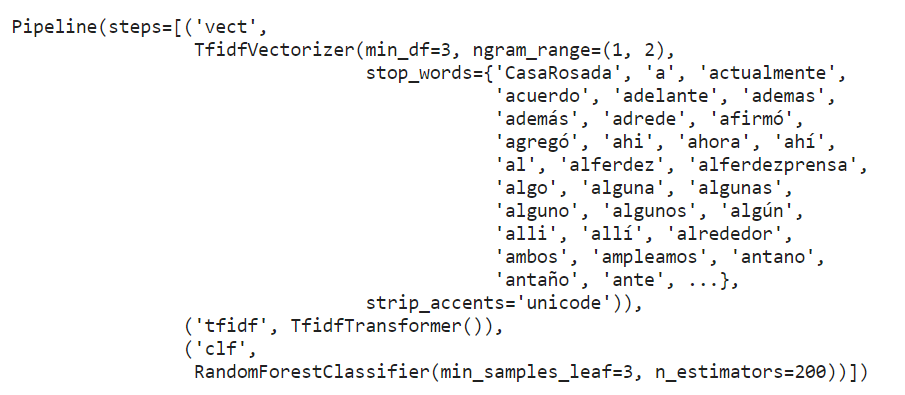 Pipeline(steps=[('vect',
TfidfVectorizer(min_df=3, ngram_range=(1, 2),
stop_words={'CasaRosada', 'a', 'actualmente',
'acuerdo', 'adelante', 'ademas',
'además', 'adrede', 'afirmó',
'agregó', 'ahi', 'ahora', 'ahí',
'al', 'alferdez', 'alferdezprensa',
'algo', 'alguna', 'algunas',
'alguno', 'algunos', 'algún',
'alli', 'allí', 'alrededor',
'ambos', 'ampleamos', 'antano',
'antaño', 'ante', ...},
strip_accents='unicode')),
('tfidf', TfidfTransformer()),
('clf',
RandomForestClassifier(min_samples_leaf=3, n_estimators=200))])